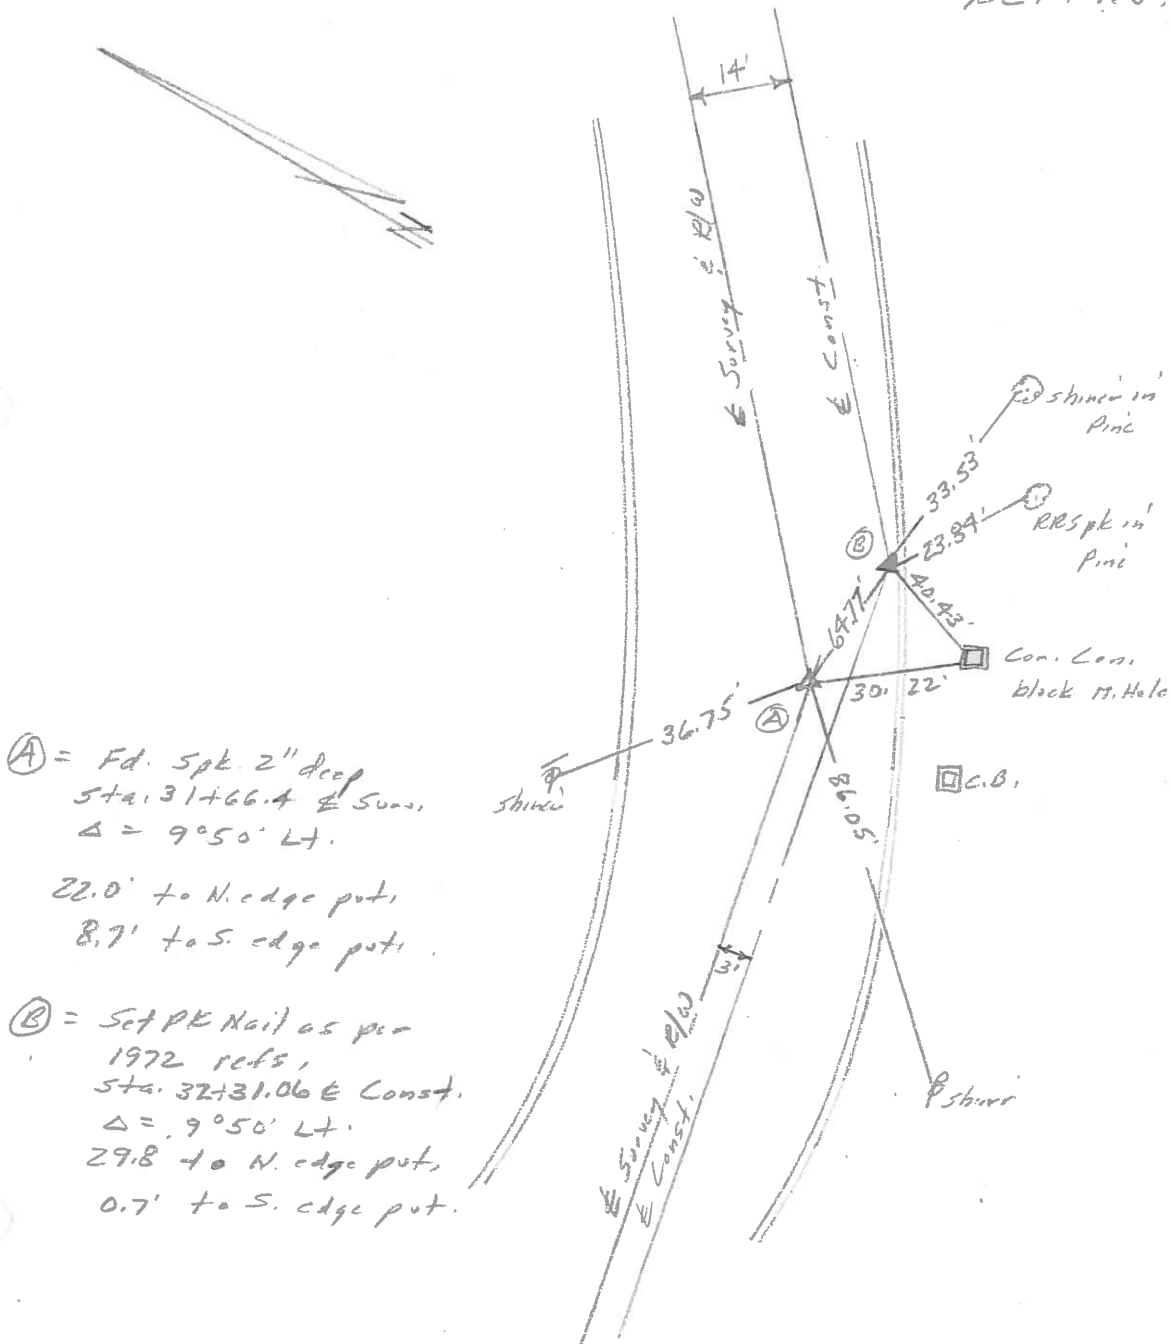 14'
℄ Survey & R/W
℄ Const.
shiner in
Pine
33.53'
RRSpk in
Pine
23.84'
B
40.43'
64.77'
Con. Con.
block M. Hole
30.22'
A
36.75'
shiner
C.B.
86.05'
3'
℄ Survey & R/W
℄ Const.
shiner
A = Fd. Spk 2" deep
Sta. 31+66.4 ℄ Surv.
Δ = 9°50' Lt.
22.0' to N. edge pvt.
8.7' to S. edge pvt.
B = Set PK Nail as per
1972 refs.
Sta. 32+31.06 ℄ Const.
Δ = 9°50' Lt.
29.8 to N. edge pvt.
0.7' to S. edge pvt.